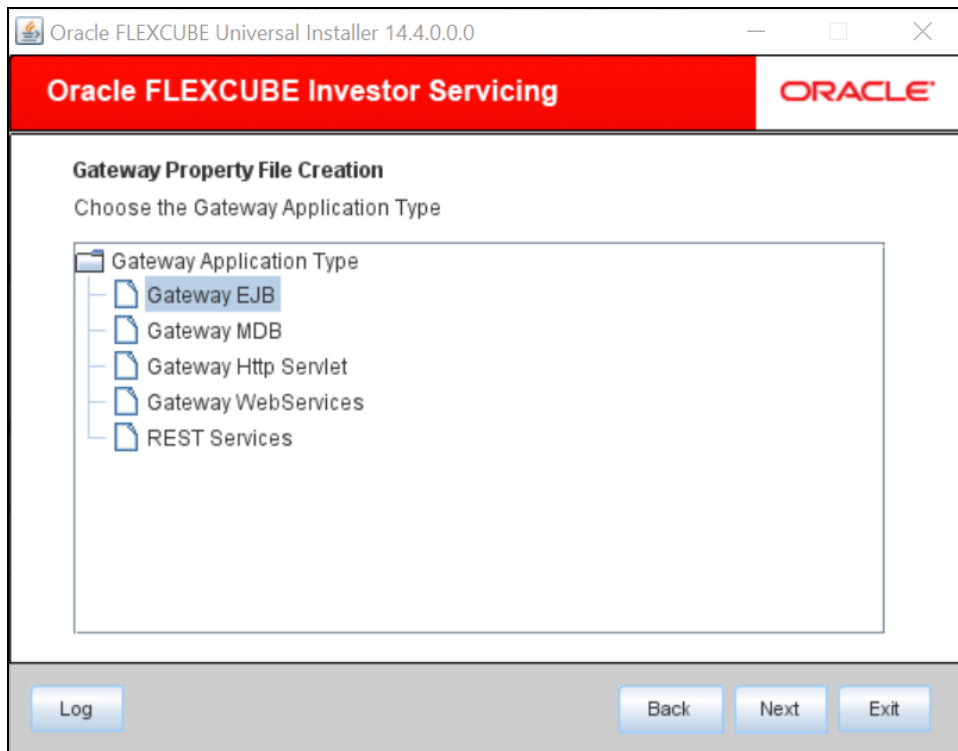 Oracle FLEXCUBE Universal Installer 14.4.0.0.0
Oracle FLEXCUBE Investor Servicing
ORACLE
Gateway Property File Creation
Choose the Gateway Application Type
Gateway Application Type
Gateway EJB
Gateway MDB
Gateway Http Servlet
Gateway WebServices
REST Services
Log Back Next Exit